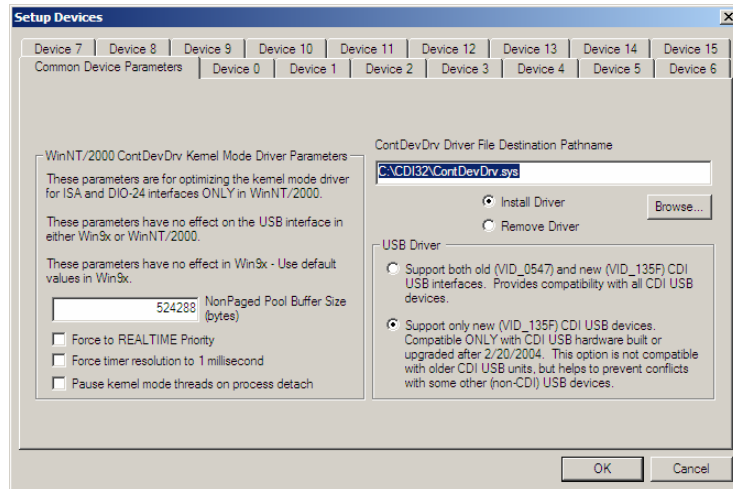 Setup Devices
Device 7 Device 8 Device 9 Device 10 Device 11 Device 12 Device 13 Device 14 Device 15
Common Device Parameters Device 0 Device 1 Device 2 Device 3 Device 4 Device 5 Device 6
WinNT/2000 ContDevDrv Kernel Mode Driver Parameters
These parameters are for optimizing the kernel mode driver
for ISA and DIO-24 interfaces ONLY in WinNT/2000.
These parameters have no effect on the USB interface in
either Win9x or WinNT/2000.
These parameters have no effect in Win9x - Use default
values in Win9x.
524288 NonPaged Pool Buffer Size
(bytes)
Force to REALTIME Priority
Force timer resolution to 1 millisecond
Pause kernel mode threads on process detach
ContDevDrv Driver File Destination Pathname
C:\CDI32\ContDevDrv.sys
Install Driver
Browse...
Remove Driver
USB Driver
Support both old (VID_0547) and new (VID_135F) CDI
USB interfaces. Provides compatibility with all CDI USB
devices.
Support only new (VID_135F) CDI USB devices.
Compatible ONLY with CDI USB hardware built or
upgraded after 2/20/2004. This option is not compatible
with older CDI USB units, but helps to prevent conflicts
with some other (non-CDI) USB devices.
OK Cancel